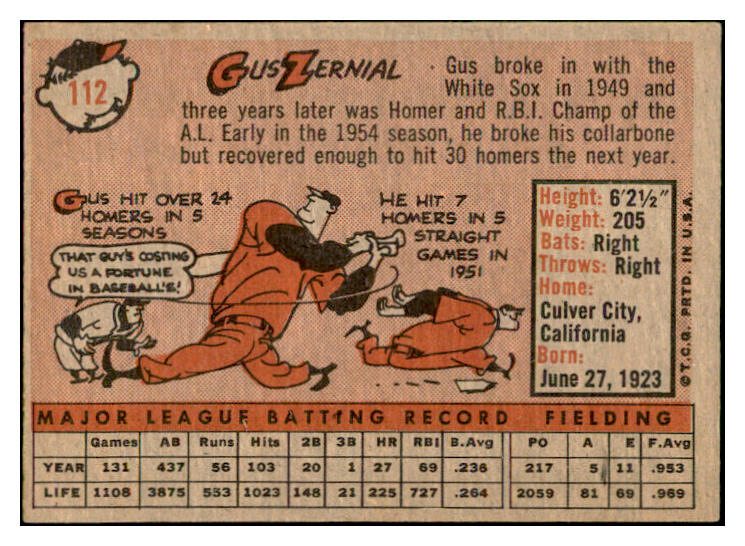 112
Gus Zernial
· Gus broke in with the
White Sox in 1949 and
three years later was Homer and R.B.I. Champ of the
A.L. Early in the 1954 season, he broke his collarbone
but recovered enough to hit 30 homers the next year.
GUS HIT OVER 24
HOMERS IN 5
SEASONS
THAT GUY'S COSTING
US A FORTUNE
IN BASEBALL'S!
HE HIT 7
HOMERS IN 5
STRAIGHT
GAMES IN
1951
Height: 6'2½"
Weight: 205
Bats: Right
Throws: Right
Home:
Culver City,
California
Born:
June 27, 1923
© T.C.G. PRTD. IN U.S.A.
MAJOR LEAGUE BATTING RECORD FIELDING
Games AB Runs Hits 2B 3B HR RBI B.Avg PO A E F.Avg
YEAR 131 437 56 103 20 1 27 69 .236 217 5 11 .953
LIFE 1108 3875 553 1023 148 21 225 727 .264 2059 81 69 .969